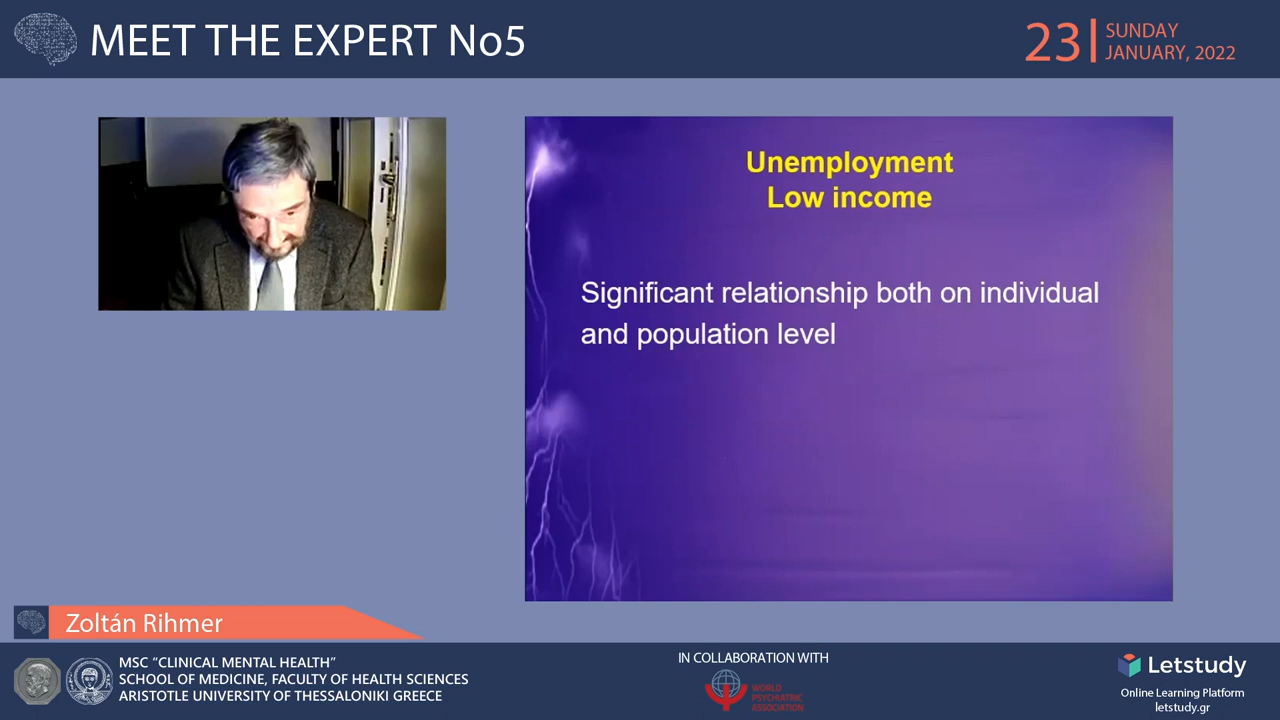 MEET THE EXPERT No5
23
SUNDAY
JANUARY, 2022
Unemployment
Low income
Significant relationship both on individual
and population level
Zoltán Rihmer
MSC “CLINICAL MENTAL HEALTH”
SCHOOL OF MEDICINE, FACULTY OF HEALTH SCIENCES
ARISTOTLE UNIVERSITY OF THESSALONIKI GREECE
IN COLLABORATION WITH
WORLD
PSYCHIATRIC
ASSOCIATION
Letstudy
Online Learning Platform
letstudy.gr